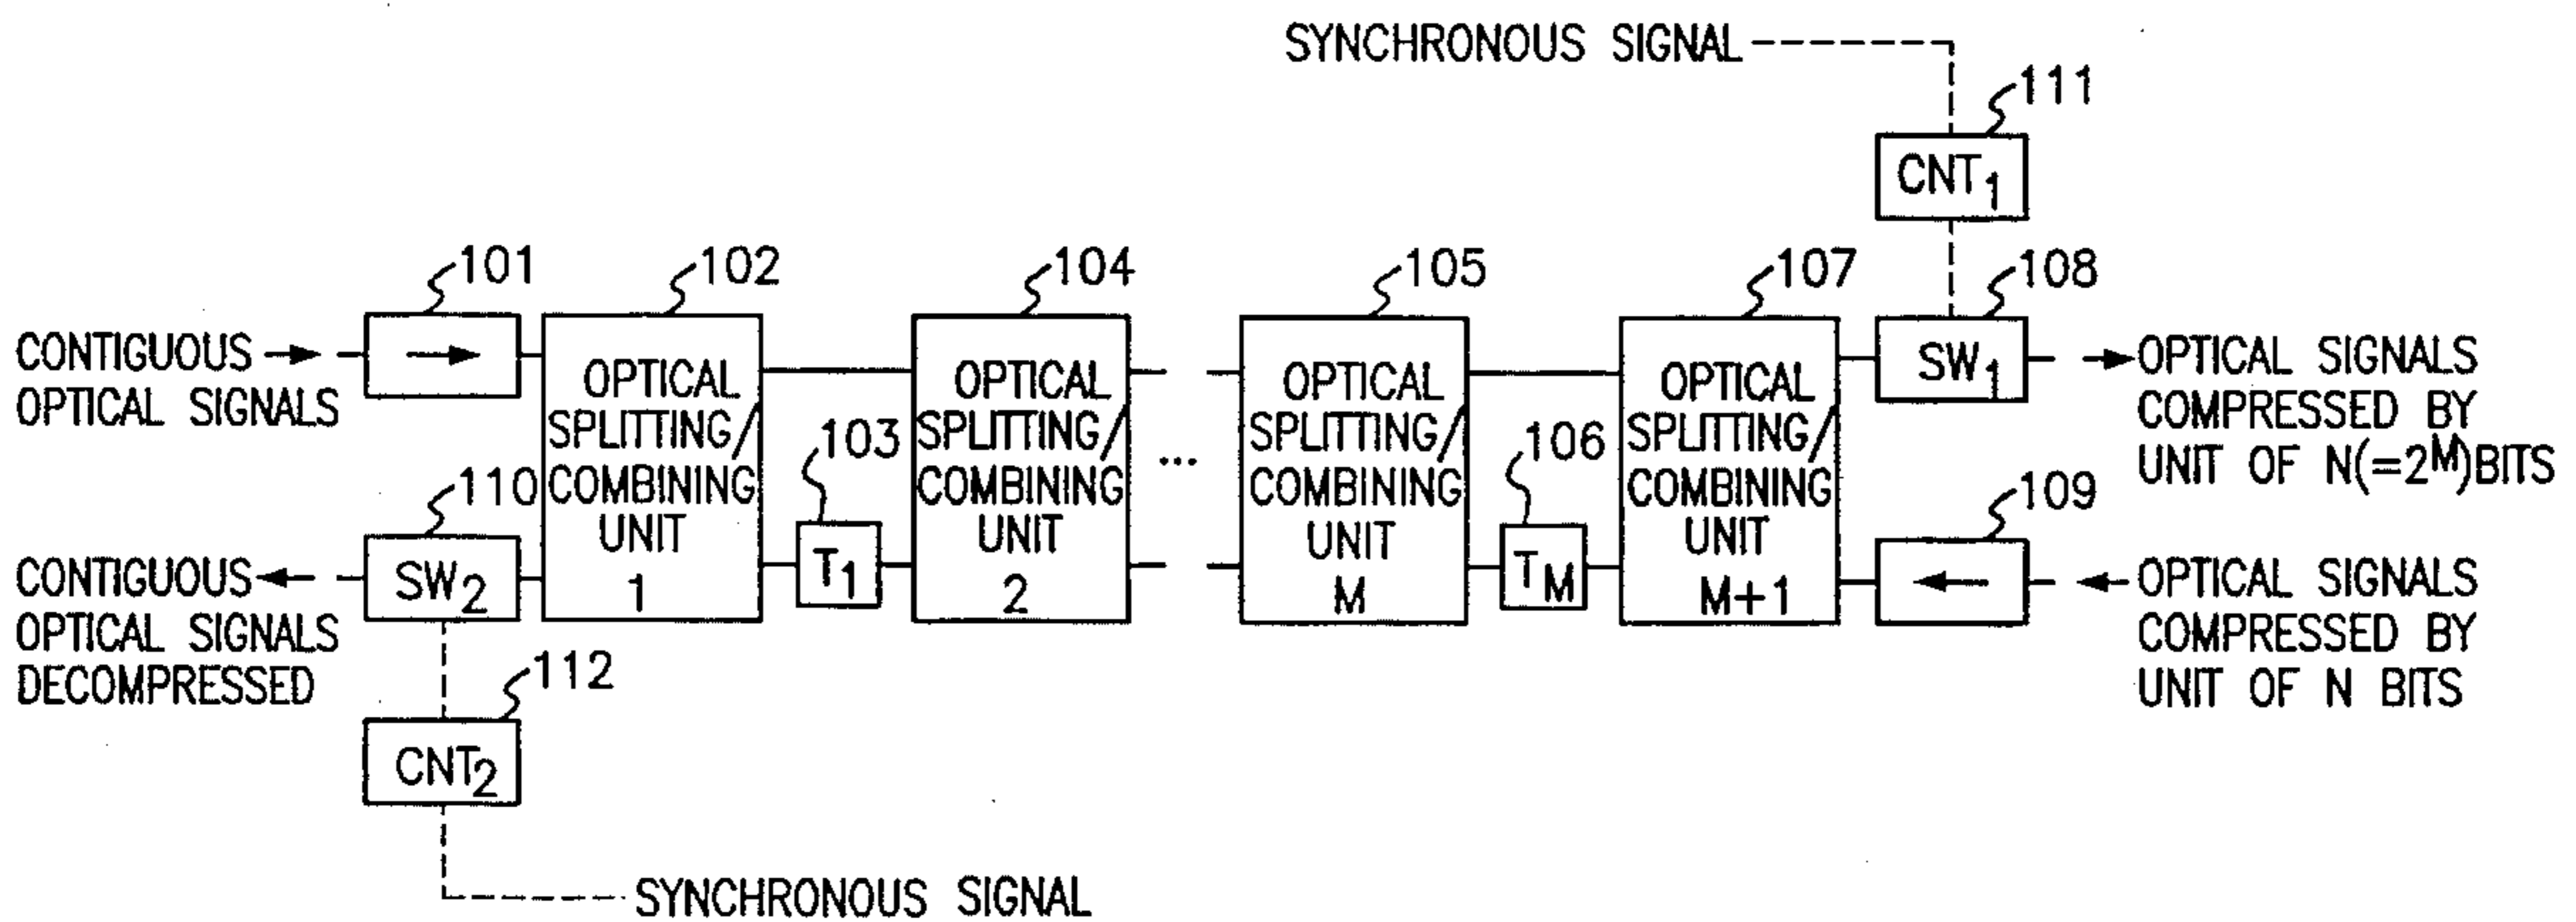 SYNCHRONOUS SIGNAL
111
CNT1
101
102
104
105
107
108
CONTIGUOUS
OPTICAL SIGNALS
OPTICAL
SPLITTING/
COMBINING
UNIT
1
103
T1
OPTICAL
SPLITTING/
COMBINING
UNIT
2
...
OPTICAL
SPLITTING/
COMBINING
UNIT
M
106
TM
OPTICAL
SPLITTING/
COMBINING
UNIT
M+1
SW1
OPTICAL SIGNALS
COMPRESSED BY
UNIT OF N(=2^M)BITS
110
109
CONTIGUOUS
OPTICAL SIGNALS
DECOMPRESSED
SW2
OPTICAL SIGNALS
COMPRESSED BY
UNIT OF N BITS
112
CNT2
SYNCHRONOUS SIGNAL